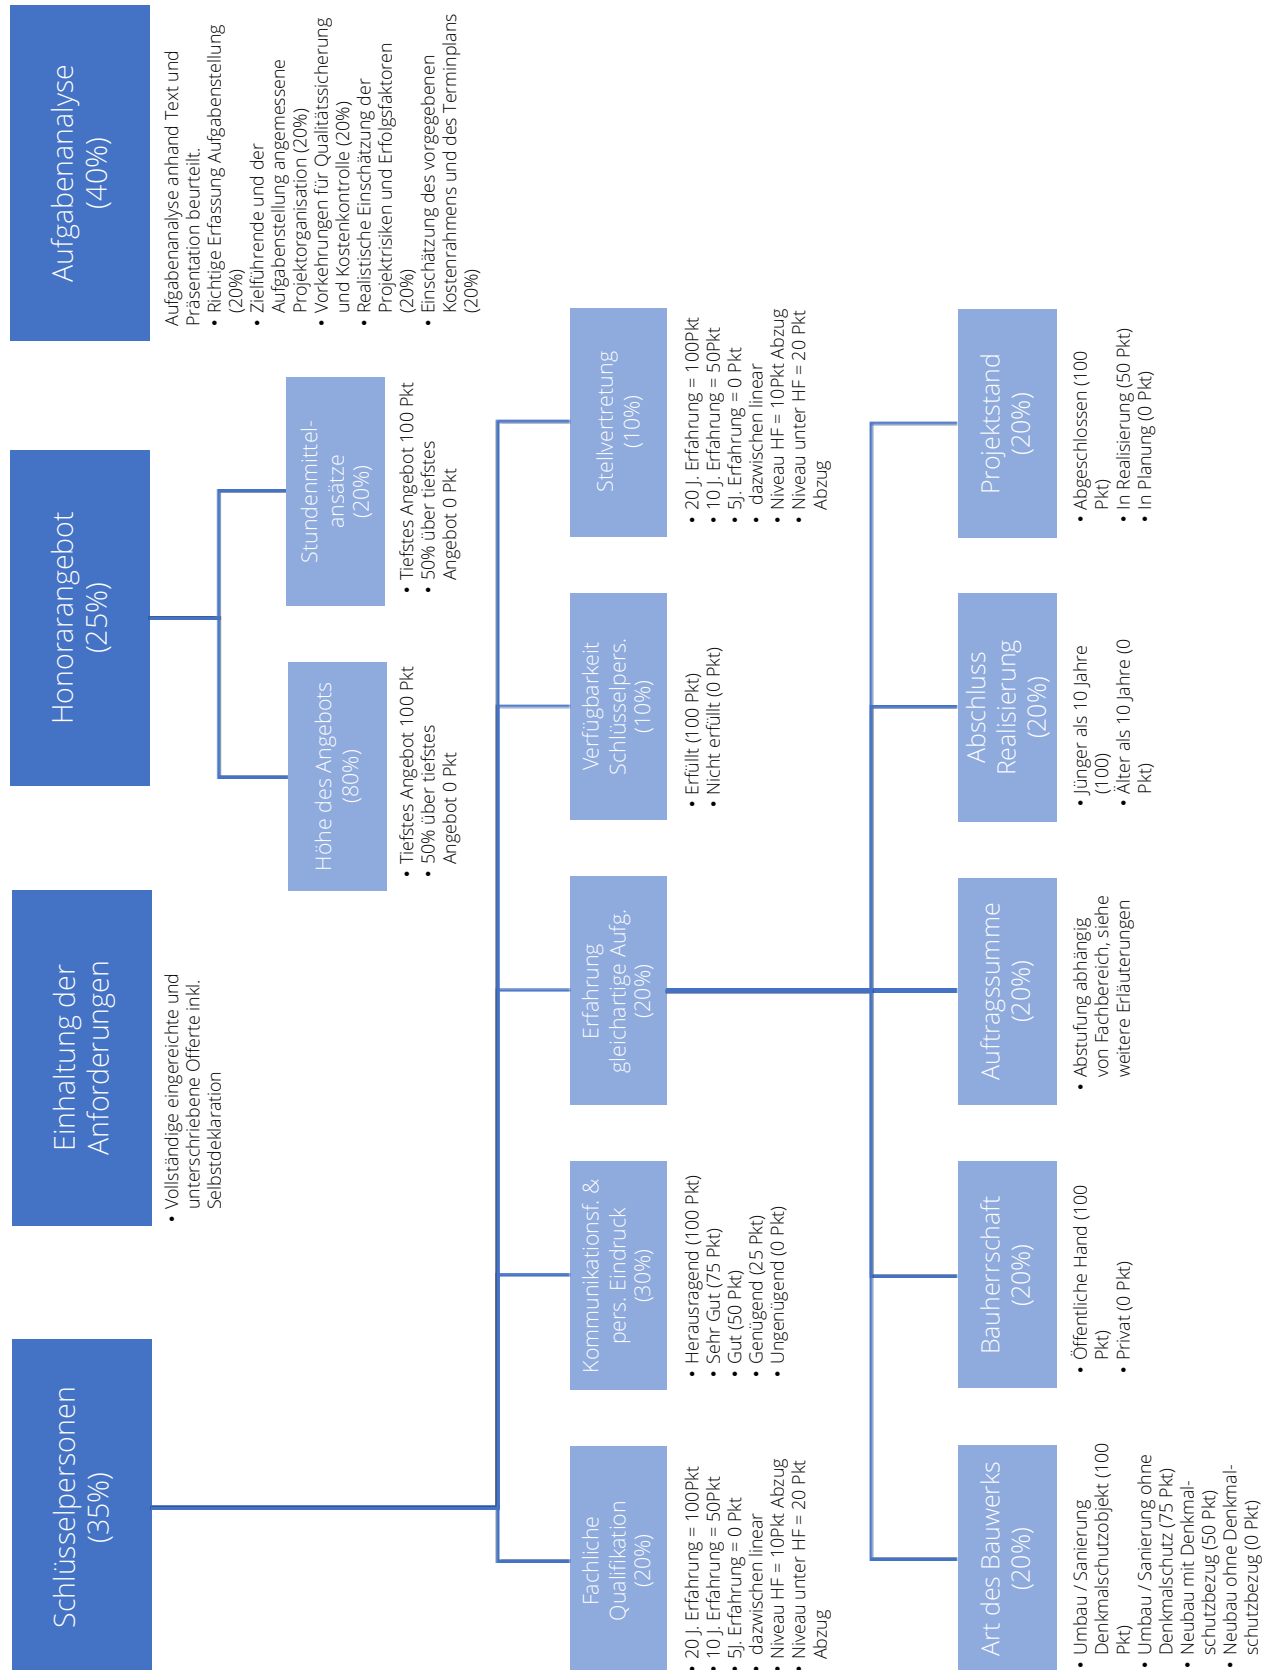 Schlüsselpersonen
(35%)
Einhaltung der
Anforderungen
• Vollständige eingereichte und
unterschriebene Offerte inkl.
Selbstdeklaration
Honorarangebot
(25%)
Höhe des Angebots
(80%)
• Tiefstes Angebot 100 Pkt
• 50% über tiefstes
Angebot 0 Pkt
Stundenmittel-
ansätze
(20%)
• Tiefstes Angebot 100 Pkt
• 50% über tiefstes
Angebot 0 Pkt
Aufgabenanalyse
(40%)
Aufgabenanalyse anhand Text und
Präsentation beurteilt.
• Richtige Erfassung Aufgabenstellung
(20%)
• Zielführende und der
Aufgabenstellung angemessene
Projektorganisation (20%)
• Vorkehrungen für Qualitätssicherung
und Kostenkontrolle (20%)
• Realistische Einschätzung der
Projektrisiken und Erfolgsfaktoren
(20%)
• Einschätzung des vorgegebenen
Kostenrahmens und des Terminplans
(20%)
Fachliche
Qualifikation
(20%)
• 20 J. Erfahrung = 100Pkt
• 10 J. Erfahrung = 50Pkt
• 5J. Erfahrung = 0 Pkt
• dazwischen linear
• Niveau HF = 10Pkt Abzug
• Niveau unter HF = 20 Pkt
Abzug
Kommunikationsf. &
pers. Eindruck
(30%)
• Herausragend (100 Pkt)
• Sehr Gut (75 Pkt)
• Gut (50 Pkt)
• Genügend (25 Pkt)
• Ungenügend (0 Pkt)
Erfahrung
gleichartige Aufg.
(20%)
Verfügbarkeit
Schlüsselpers.
(10%)
• Erfüllt (100 Pkt)
• Nicht erfüllt (0 Pkt)
Stellvertretung
(10%)
• 20 J. Erfahrung = 100Pkt
• 10 J. Erfahrung = 50Pkt
• 5J. Erfahrung = 0 Pkt
• dazwischen linear
• Niveau HF = 10Pkt Abzug
• Niveau unter HF = 20 Pkt
Abzug
Art des Bauwerks
(20%)
• Umbau / Sanierung
Denkmalschutzobjekt (100
Pkt)
• Umbau / Sanierung ohne
Denkmalschutz (75 Pkt)
• Neubau mit Denkmal-
schutzbezug (50 Pkt)
• Neubau ohne Denkmal-
schutzbezug (0 Pkt)
Bauherrschaft
(20%)
• Öffentliche Hand (100
Pkt)
• Privat (0 Pkt)
Auftragssumme
(20%)
• Abstufung abhängig
von Fachbereich, siehe
weitere Erläuterungen
Abschluss
Realisierung
(20%)
• Jünger als 10 Jahre
(100)
• Älter als 10 Jahre (0
Pkt)
Projektstand
(20%)
• Abgeschlossen (100
Pkt)
• In Realisierung (50 Pkt)
• In Planung (0 Pkt)